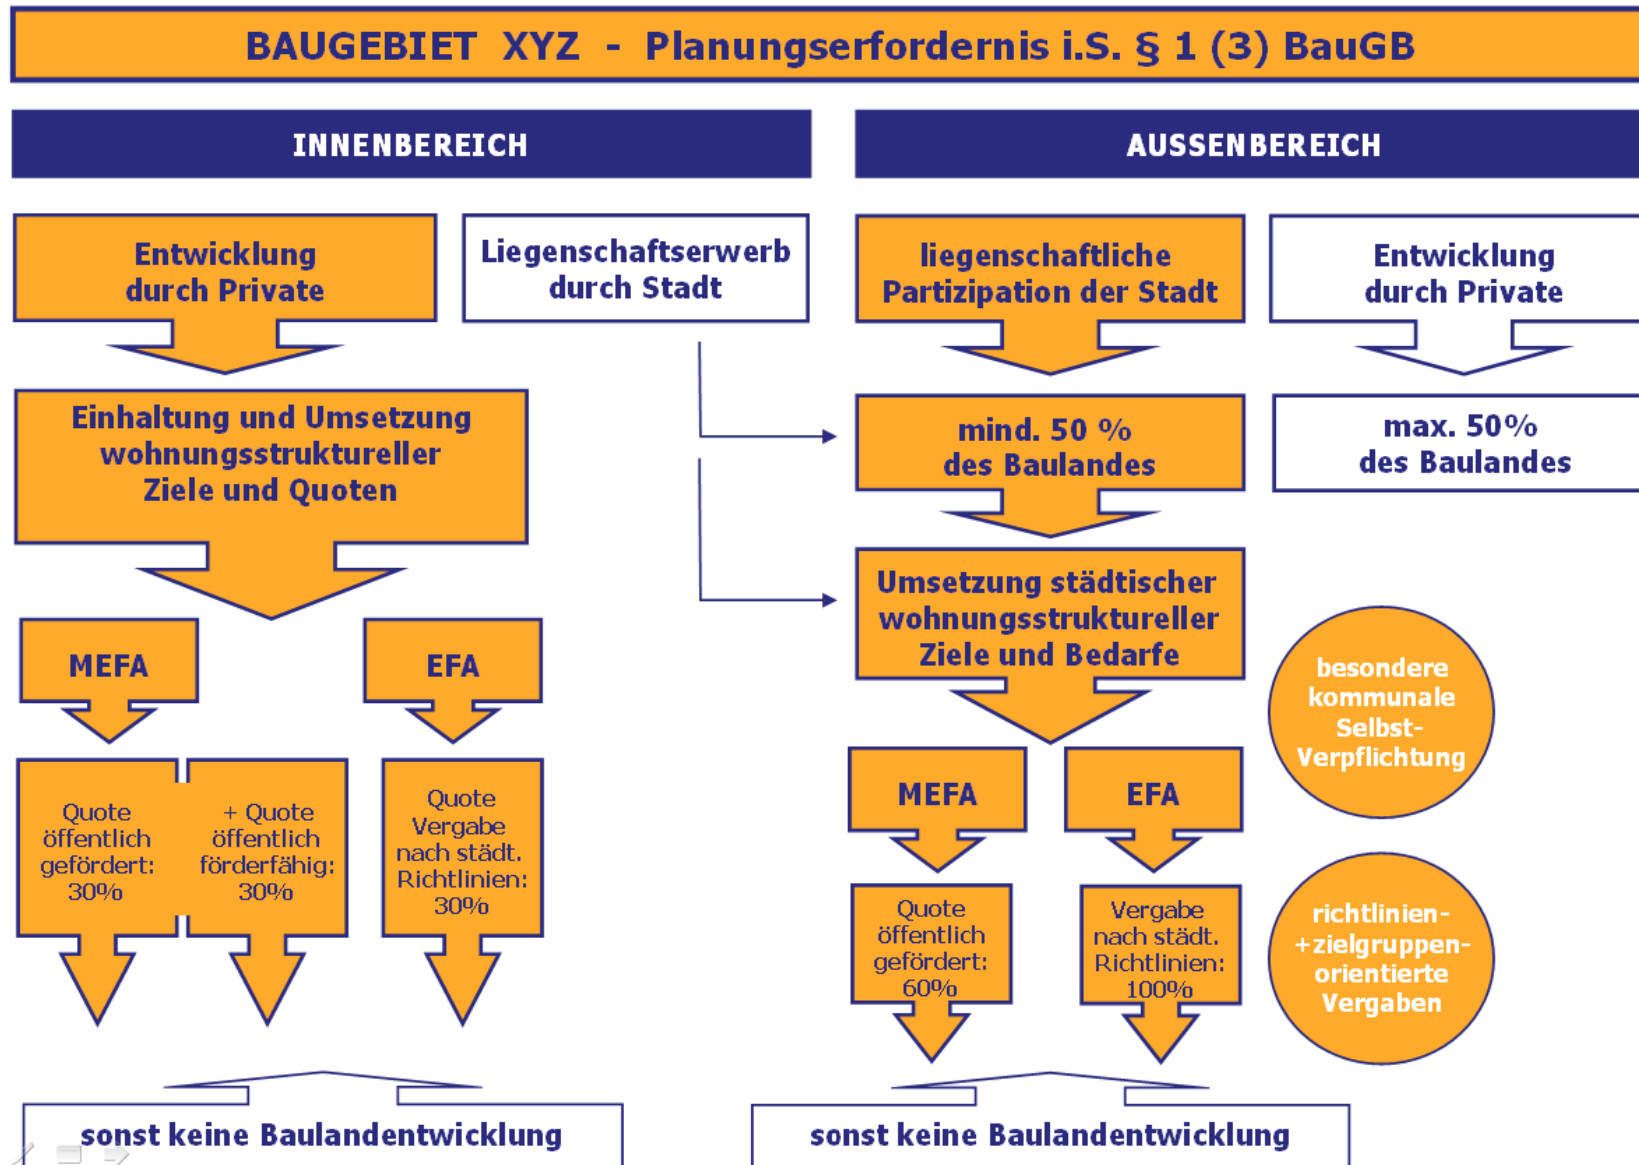 BAUGEBIET XYZ - Planungserfordernis i.S. § 1 (3) BauGB
INNENBEREICH
AUSSENBEREICH
Entwicklung
durch Private
Liegenschaftserwerb
durch Stadt
liegenschaftliche
Partizipation der Stadt
Entwicklung
durch Private
Einhaltung und Umsetzung
wohnungsstruktureller
Ziele und Quoten
mind. 50 %
des Baulandes
max. 50%
des Baulandes
Umsetzung städtischer
wohnungsstruktureller
Ziele und Bedarfe
MEFA
EFA
Quote
öffentlich
gefördert:
30%
+ Quote
öffentlich
förderfähig:
30%
Quote
Vergabe
nach städt.
Richtlinien:
30%
MEFA
EFA
Quote
öffentlich
gefördert:
60%
Vergabe
nach städt.
Richtlinien:
100%
besondere
kommunale
Selbst-
Verpflichtung
richtlinien-
+zielgruppen-
orientierte
Vergaben
sonst keine Baulandentwicklung
sonst keine Baulandentwicklung